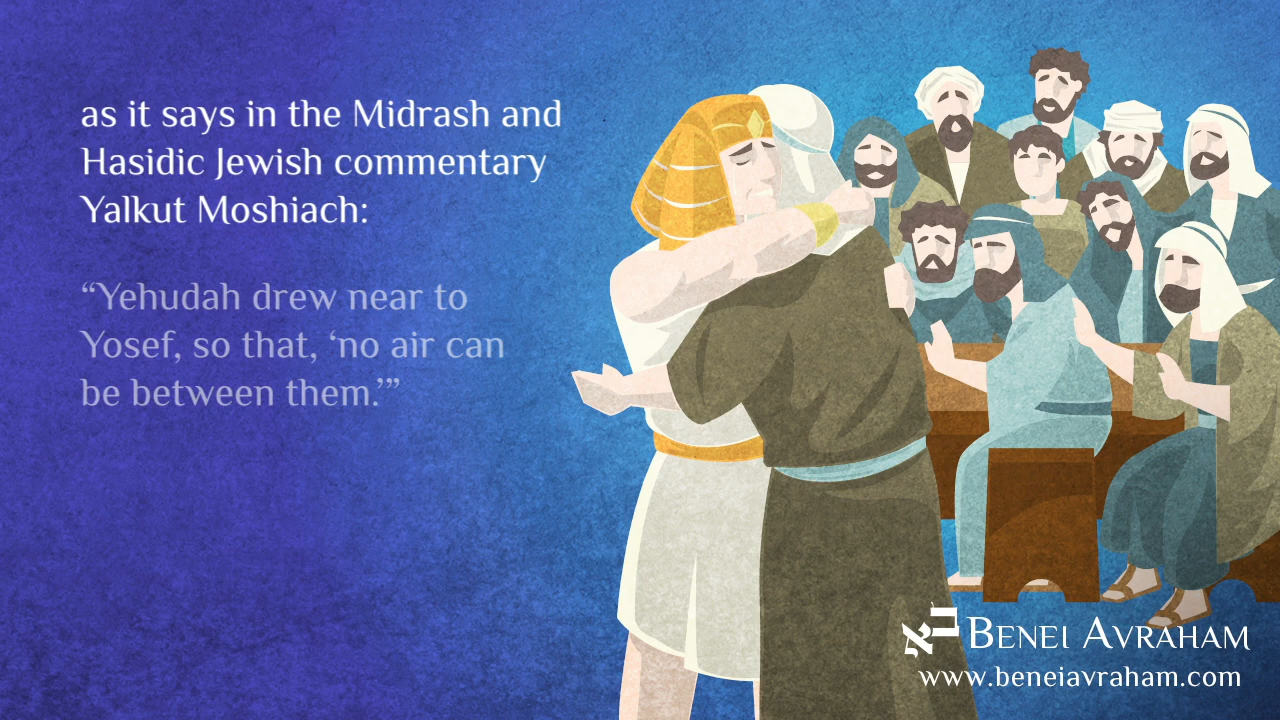 as it says in the Midrash and
Hasidic Jewish commentary
Yalkut Moshiach:
“Yehudah drew near to
Yosef, so that, ‘no air can
be between them.’”
בא BENEI AVRAHAM
www.beneiavraham.com